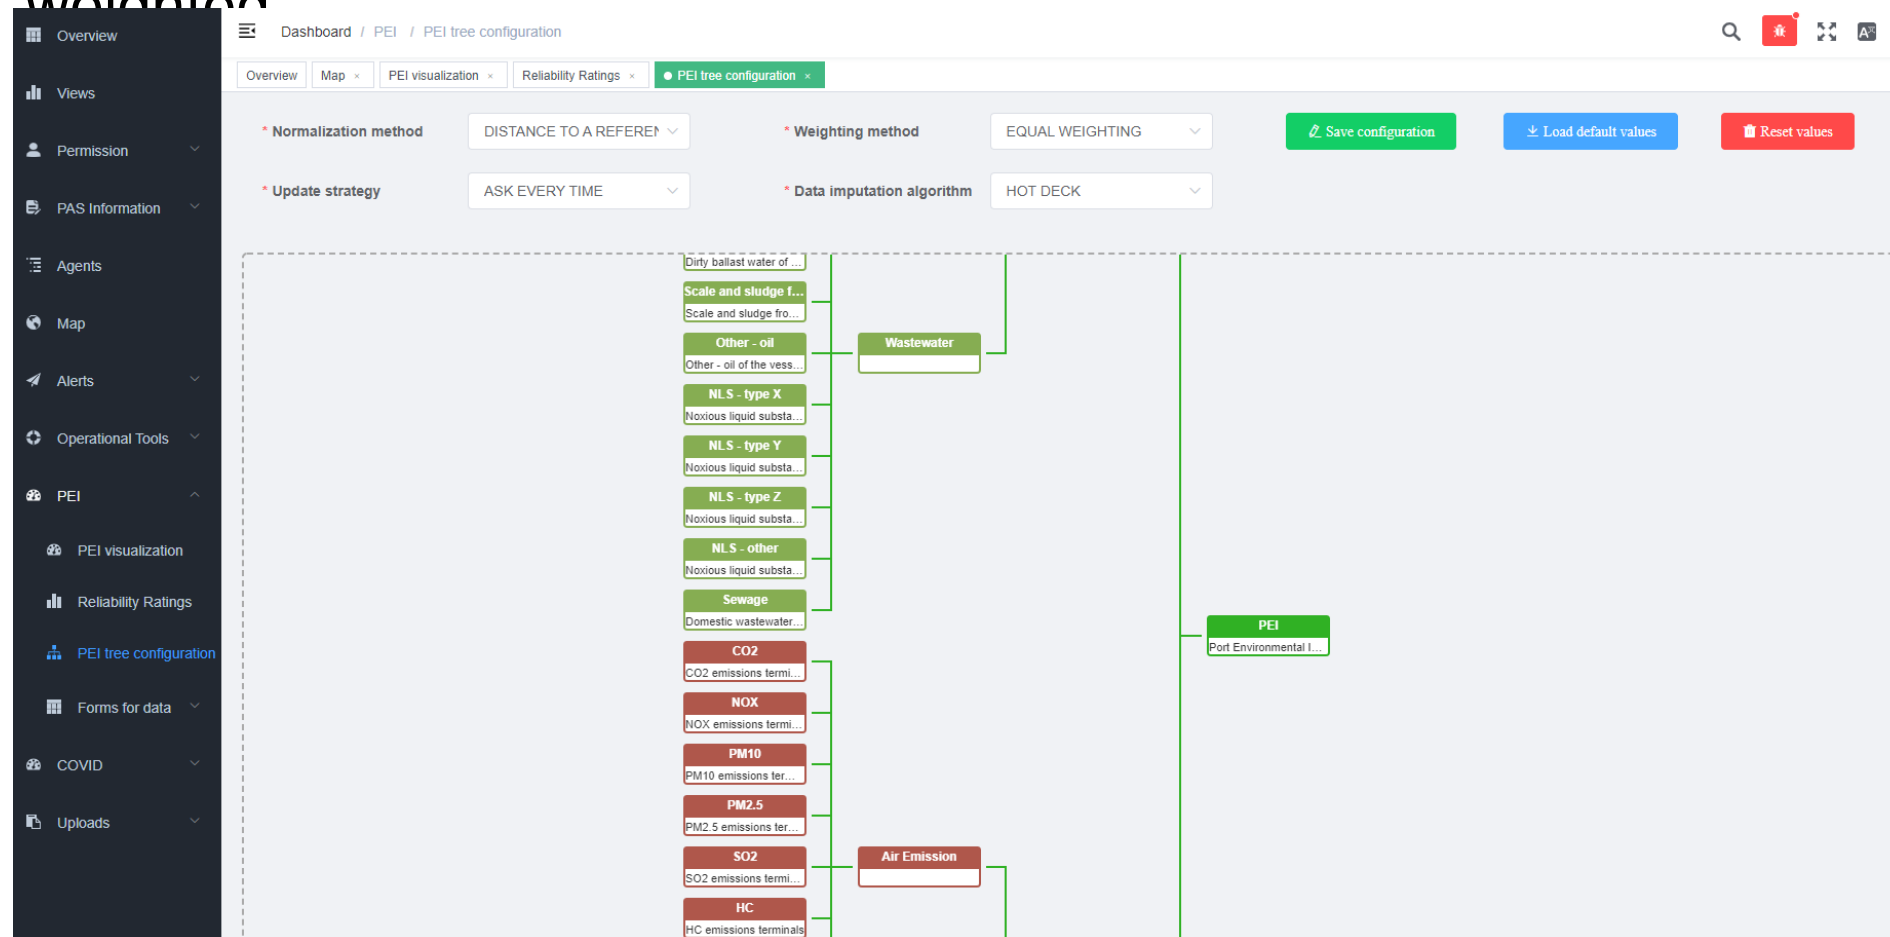 weighted
Overview
Views
Permission
PAS Information
Agents
Map
Alerts
Operational Tools
PEI
PEI visualization
Reliability Ratings
PEI tree configuration
Forms for data
COVID
Uploads
Dashboard / PEI / PEI tree configuration
Overview Map × PEI visualization × Reliability Ratings × PEI tree configuration ×
* Normalization method DISTANCE TO A REFEREN * Weighting method EQUAL WEIGHTING Save configuration Load default values Reset values
* Update strategy ASK EVERY TIME * Data imputation algorithm HOT DECK
Dirty ballast water of ...
Scale and sludge f...
Scale and sludge fro...
Other - oil
Other - oil of the vess...
Wastewater
NLS - type X
Noxious liquid substa...
NLS - type Y
Noxious liquid substa...
NLS - type Z
Noxious liquid substa...
NLS - other
Noxious liquid substa...
Sewage
Domestic wastewater...
PEI
Port Environmental I...
CO2
CO2 emissions termi...
NOX
NOX emissions termi...
PM10
PM10 emissions ter...
PM2.5
PM2.5 emissions ter...
SO2
SO2 emissions termi...
Air Emission
HC
HC emissions terminals